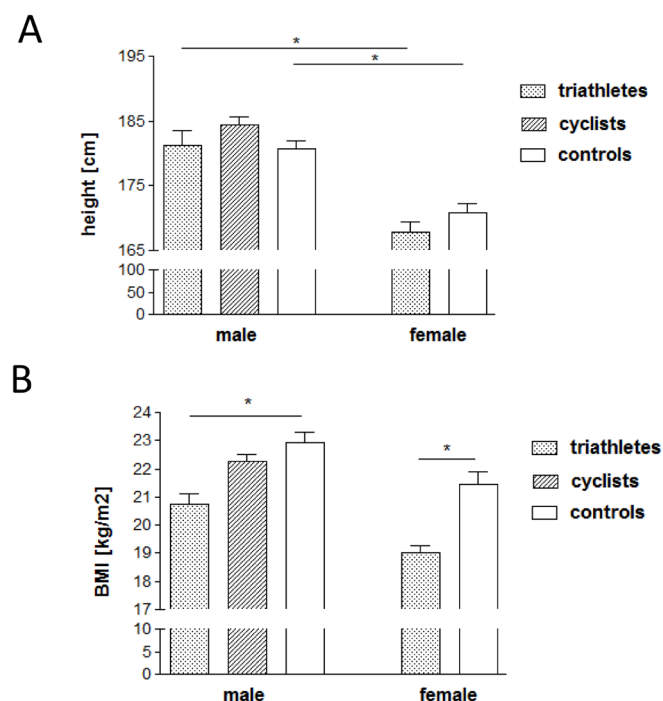 A
*
*
195
185
175
165
100
50
0
height [cm]
male
female
triathletes
cyclists
controls
B
*
*
24
23
22
21
20
19
18
17
10
5
0
BMI [kg/m2]
male
female
triathletes
cyclists
controls